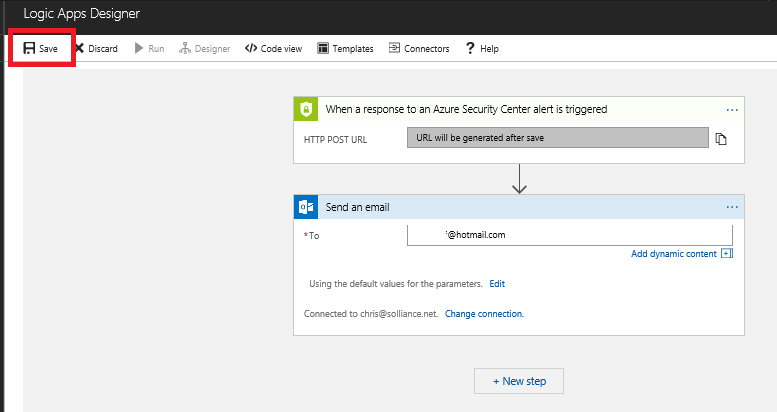 Logic Apps Designer
Save Discard Run Designer Code view Templates Connectors Help
When a response to an Azure Security Center alert is triggered
HTTP POST URL URL will be generated after save
Send an email
*To @hotmail.com
Add dynamic content
Using the default values for the parameters. Edit
Connected to chris@solliance.net. Change connection.
+ New step